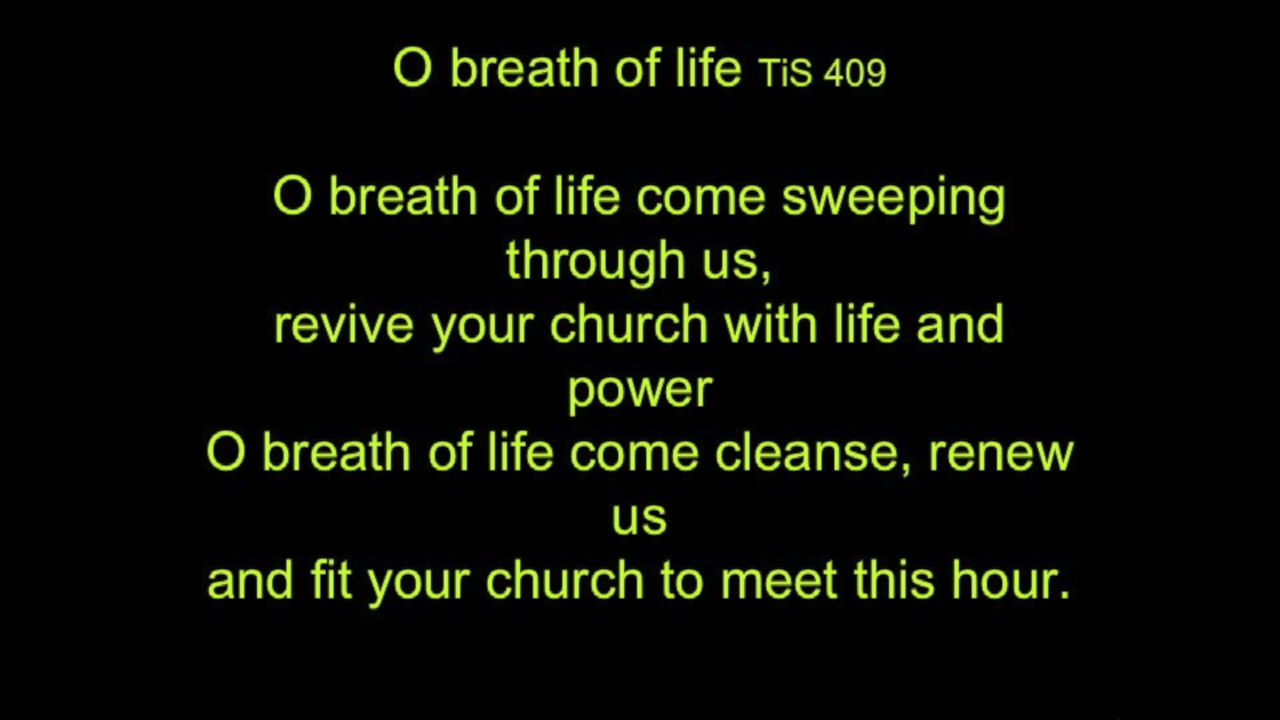 O breath of life TiS 409
O breath of life come sweeping
through us,
revive your church with life and
power
O breath of life come cleanse, renew
us
and fit your church to meet this hour.